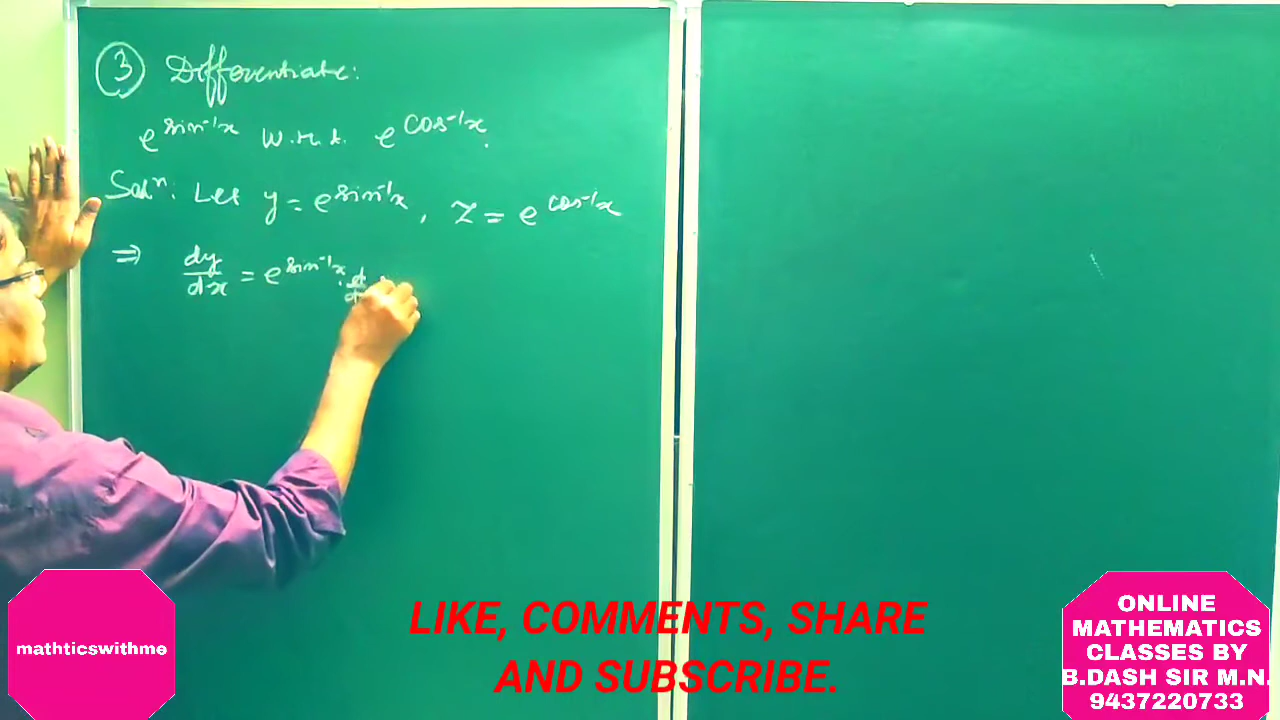 ③ Differentiate:
e^sin⁻¹x w.r.t. e^cos⁻¹x.
Solⁿ: Let y = e^sin⁻¹x, z = e^cos⁻¹x
⇒ dy/dx = e^sin⁻¹x . d
LIKE, COMMENTS, SHARE
AND SUBSCRIBE.
mathticswithme
ONLINE
MATHEMATICS
CLASSES BY
B.DASH SIR M.N.
9437220733